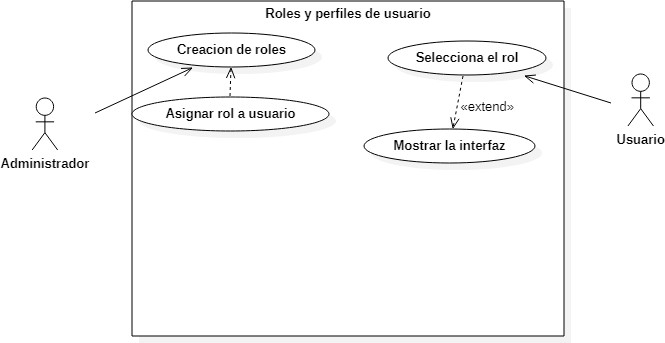 Roles y perfiles de usuario
Creacion de roles
Selecciona el rol
Asignar rol a usuario
«extend»
Mostrar la interfaz
Administrador
Usuario